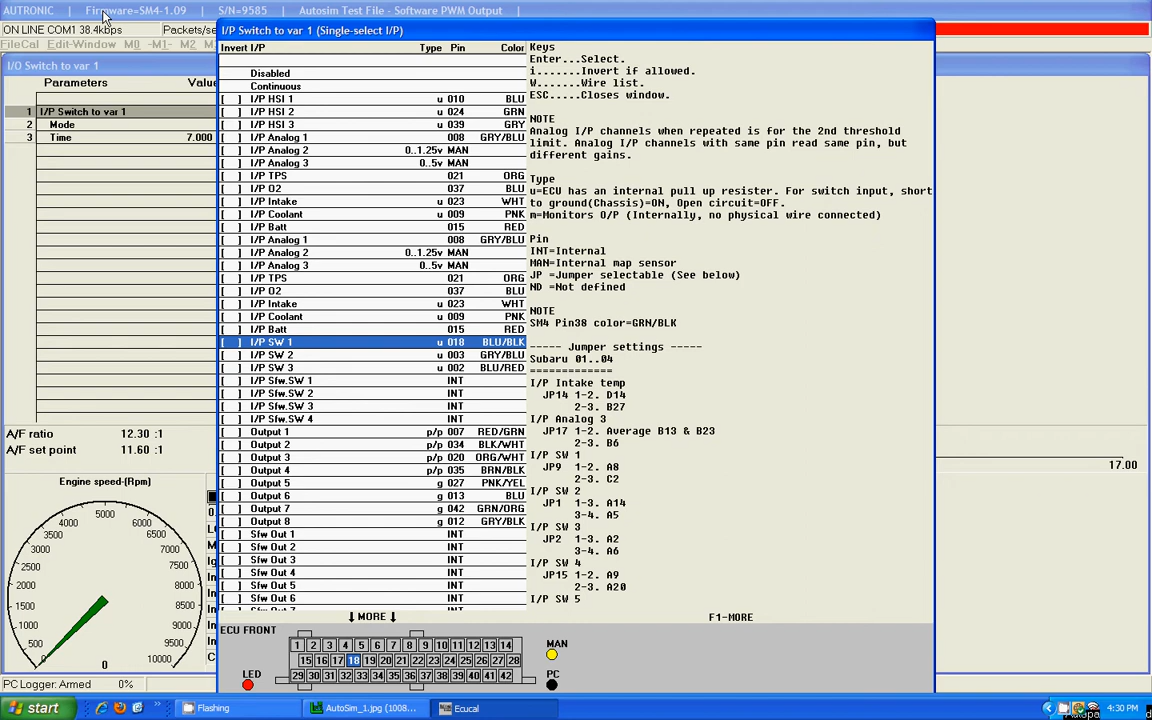 AUTRONIC | Firmware=SM4-1.09 | S/N=9585 | Autosim Test File - Software PWM Output |
ON LINE COM1 38.4kbps Packets/se
FileCal Edit-Window M -M1- M2
I/O Switch to var 1
Parameters Value
1 I/P Switch to var 1
2 Mode
3 Time 7.000
A/F ratio 12.30 :1
A/F set point 11.60 :1
17.00
Engine speed-(Rpm)
0 500 1000 1500 2000 2500 3000 3500 4000 4500 5000 5500 6000 6500 7000 7500 8000 8500 9000 9500 10000
0
PC Logger: Armed 0%
I/P Switch to var 1 (Single-select I/P)
Invert I/P Type Pin Color
Disabled
Continuous
[ ] I/P HSI 1 u 010 BLU
[ ] I/P HSI 2 u 024 GRN
[ ] I/P HSI 3 u 039 GRY
[ ] I/P Analog 1 008 GRY/BLU
[ ] I/P Analog 2 0..1.25v MAN
[ ] I/P Analog 3 0..5v MAN
[ ] I/P TPS 021 ORG
[ ] I/P O2 037 BLU
[ ] I/P Intake u 023 WHT
[ ] I/P Coolant u 009 PNK
[ ] I/P Batt 015 RED
[ ] I/P Analog 1 008 GRY/BLU
[ ] I/P Analog 2 0..1.25v MAN
[ ] I/P Analog 3 0..5v MAN
[ ] I/P TPS 021 ORG
[ ] I/P O2 037 BLU
[ ] I/P Intake u 023 WHT
[ ] I/P Coolant u 009 PNK
[ ] I/P Batt 015 RED
[ ] I/P SW 1 u 018 BLU/BLK
[ ] I/P SW 2 u 003 GRY/BLU
[ ] I/P SW 3 u 002 BLU/RED
[ ] I/P Sfw.SW 1 INT
[ ] I/P Sfw.SW 2 INT
[ ] I/P Sfw.SW 3 INT
[ ] I/P Sfw.SW 4 INT
[ ] Output 1 p/p 007 RED/GRN
[ ] Output 2 p/p 034 BLK/WHT
[ ] Output 3 p/p 020 ORG/WHT
[ ] Output 4 p/p 035 BRN/BLK
[ ] Output 5 g 027 PNK/YEL
[ ] Output 6 g 013 BLU
[ ] Output 7 g 042 GRN/ORG
[ ] Output 8 g 012 GRY/BLK
[ ] Sfw Out 1 INT
[ ] Sfw Out 2 INT
[ ] Sfw Out 3 INT
[ ] Sfw Out 4 INT
[ ] Sfw Out 5 INT
[ ] Sfw Out 6 INT
↓ MORE ↓
Keys
Enter...Select.
i.......Invert if allowed.
W.......Wire list.
ESC.....Closes window.
NOTE
Analog I/P channels when repeated is for the 2nd threshold
limit. Analog I/P channels with same pin read same pin, but
different gains.
Type
u=ECU has an internal pull up resister. For switch input, short
to ground(Chassis)=ON, Open circuit=OFF.
m=Monitors O/P (Internally, no physical wire connected)
Pin
INT=Internal
MAN=Internal map sensor
JP =Jumper selectable (See below)
ND =Not defined
NOTE
SM4 Pin38 color=GRN/BLK
----- Jumper settings -----
Subaru 01..04
=============
I/P Intake temp
JP14 1-2. D14
2-3. B27
I/P Analog 3
JP17 1-2. Average B13 & B23
2-3. B6
I/P SW 1
JP9 1-2. A8
2-3. C2
I/P SW 2
JP1 1-3. A14
3-4. A5
I/P SW 3
JP2 1-3. A2
3-4. A6
I/P SW 4
JP15 1-2. A9
2-3. A20
I/P SW 5
F1-MORE
ECU FRONT
1 2 3 4 5 6 7 8 9 10 11 12 13 14
15 16 17 18 19 20 21 22 23 24 25 26 27 28
29 30 31 32 33 34 35 36 37 38 39 40 41 42
LED
MAN
PC
start Flashing AutoSim_1.jpg (1008... Ecucal 4:30 PM